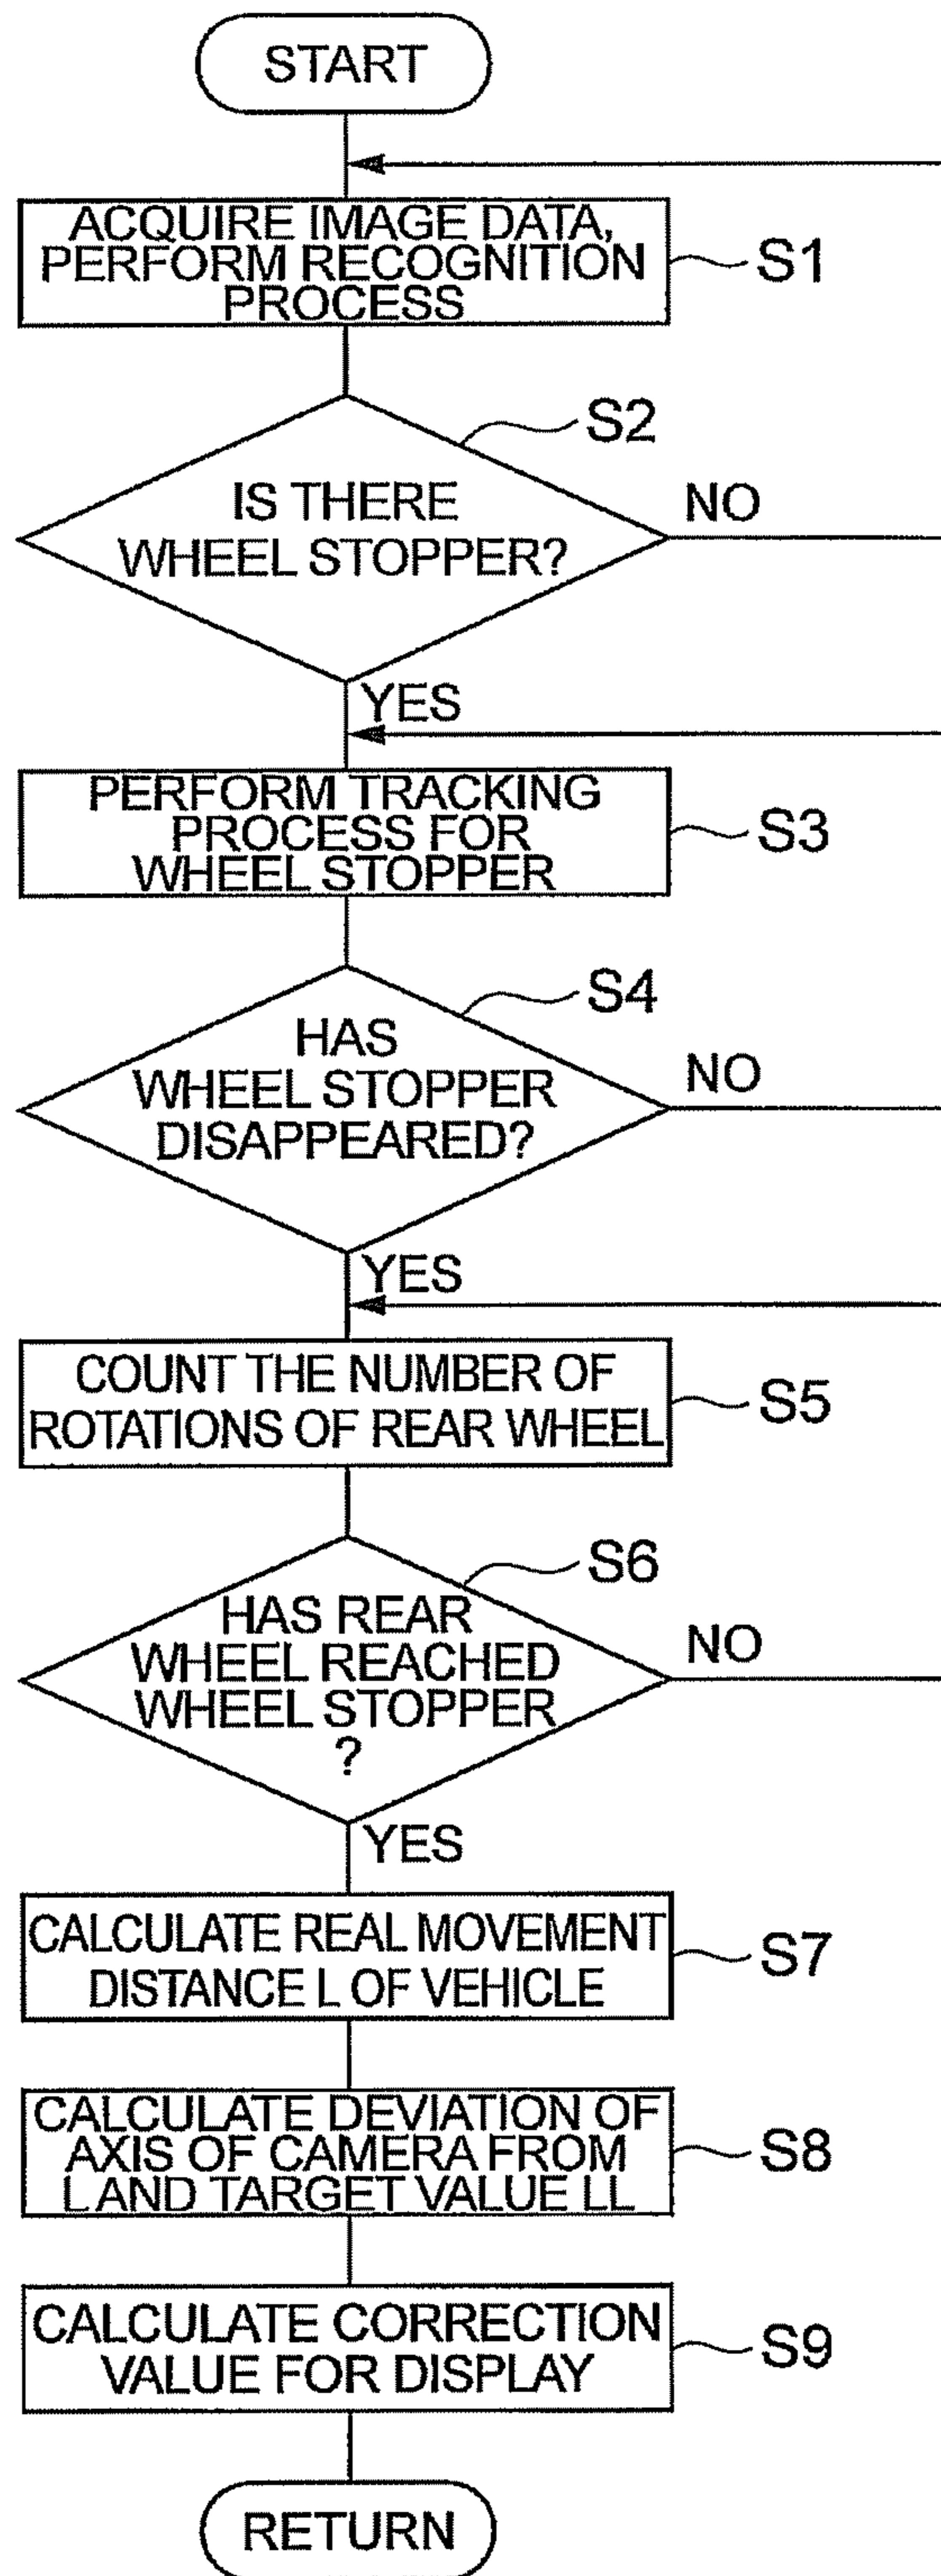 START
ACQUIRE IMAGE DATA,
PERFORM RECOGNITION
PROCESS
S1
S2
IS THERE
WHEEL STOPPER?
NO
YES
PERFORM TRACKING
PROCESS FOR
WHEEL STOPPER
S3
S4
HAS
WHEEL STOPPER
DISAPPEARED?
NO
YES
COUNT THE NUMBER OF
ROTATIONS OF REAR WHEEL
S5
S6
HAS REAR
WHEEL REACHED
WHEEL STOPPER
?
NO
YES
CALCULATE REAL MOVEMENT
DISTANCE L OF VEHICLE
S7
CALCULATE DEVIATION OF
AXIS OF CAMERA FROM
L AND TARGET VALUE LL
S8
CALCULATE CORRECTION
VALUE FOR DISPLAY
S9
RETURN